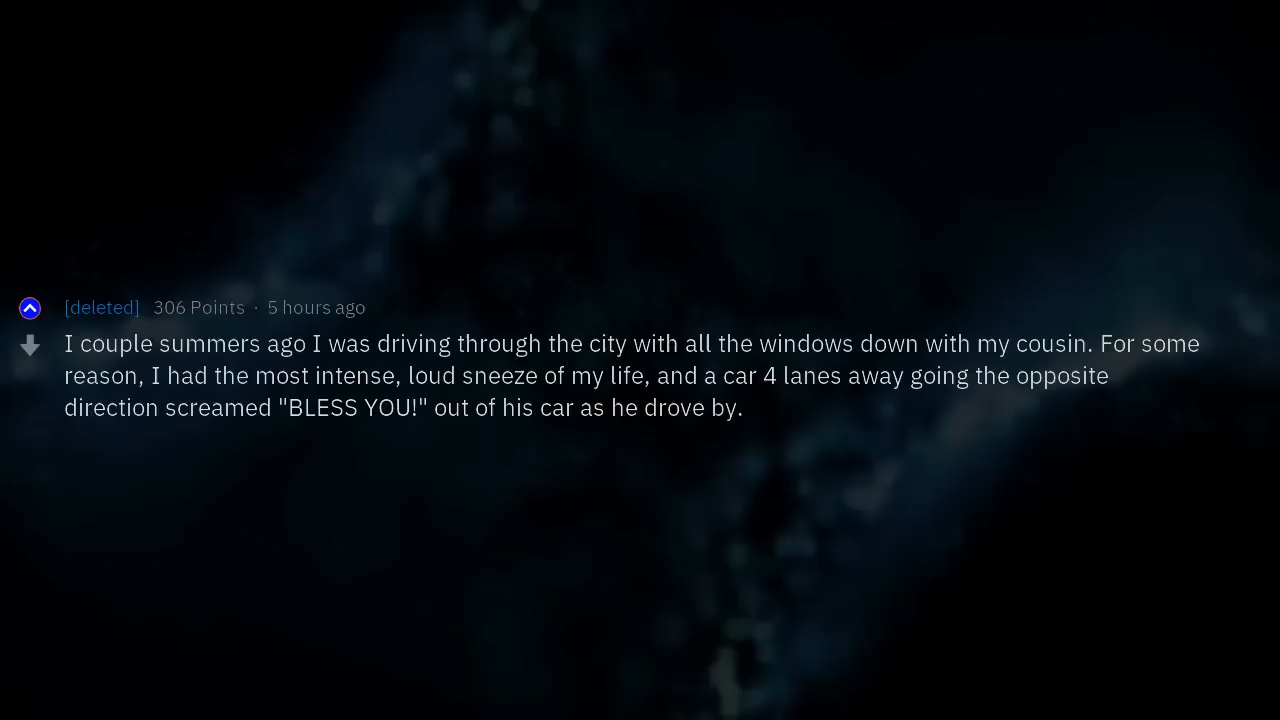 [deleted] 306 Points · 5 hours ago
I couple summers ago I was driving through the city with all the windows down with my cousin. For some
reason, I had the most intense, loud sneeze of my life, and a car 4 lanes away going the opposite
direction screamed "BLESS YOU!" out of his car as he drove by.